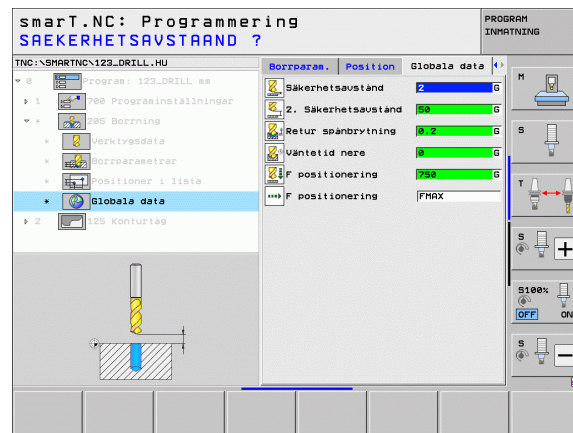 smarT.NC: Programmering
SAEKERHETSAVSTAAND ?
PROGRAM
INMATNING
TNC:\SMARTNC\123_DRILL.HU
0 Program: 123_DRILL mm
1 700 Programinställningar
* 205 Borrning
* Verktygsdata
* Borrparametrar
* Positioner i lista
* Globala data
2 125 Konturtåg
Borrparam. Position Globala data
Säkerhetsavstånd 2 G
2. Säkerhetsavstånd 50 G
Retur spånbrytning 0.2 G
Väntetid nere 0 G
F positionering 750 G
F positionering FMAX
M
S
T
S
+
S100%
OFF ON
S
-